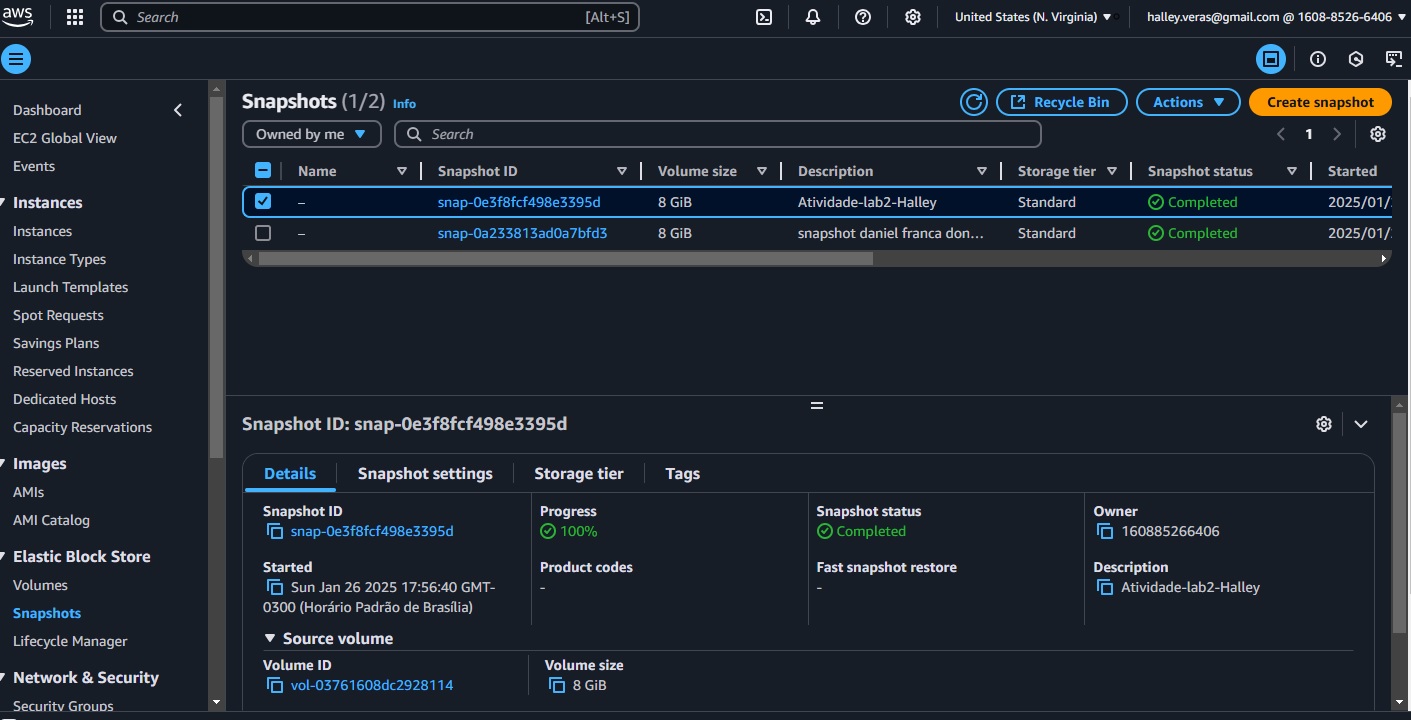 aws
Search [Alt+S]
United States (N. Virginia) halley.veras@gmail.com @ 1608-8526-6406
Dashboard
EC2 Global View
Events
Instances
Instances
Instance Types
Launch Templates
Spot Requests
Savings Plans
Reserved Instances
Dedicated Hosts
Capacity Reservations
Images
AMIs
AMI Catalog
Elastic Block Store
Volumes
Snapshots
Lifecycle Manager
Network & Security
Security Groups
Snapshots (1/2) Info
Recycle Bin Actions Create snapshot
Owned by me Search 1
Name Snapshot ID Volume size Description Storage tier Snapshot status Started
– snap-0e3f8fcf498e3395d 8 GiB Atividade-lab2-Halley Standard Completed 2025/01/
– snap-0a233813ad0a7bfd3 8 GiB snapshot daniel franca don... Standard Completed 2025/01/
Snapshot ID: snap-0e3f8fcf498e3395d
Details Snapshot settings Storage tier Tags
Snapshot ID Progress Snapshot status Owner
snap-0e3f8fcf498e3395d 100% Completed 160885266406
Started Product codes Fast snapshot restore Description
Sun Jan 26 2025 17:56:40 GMT- - - Atividade-lab2-Halley
0300 (Horário Padrão de Brasília)
Source volume
Volume ID Volume size
vol-03761608dc2928114 8 GiB